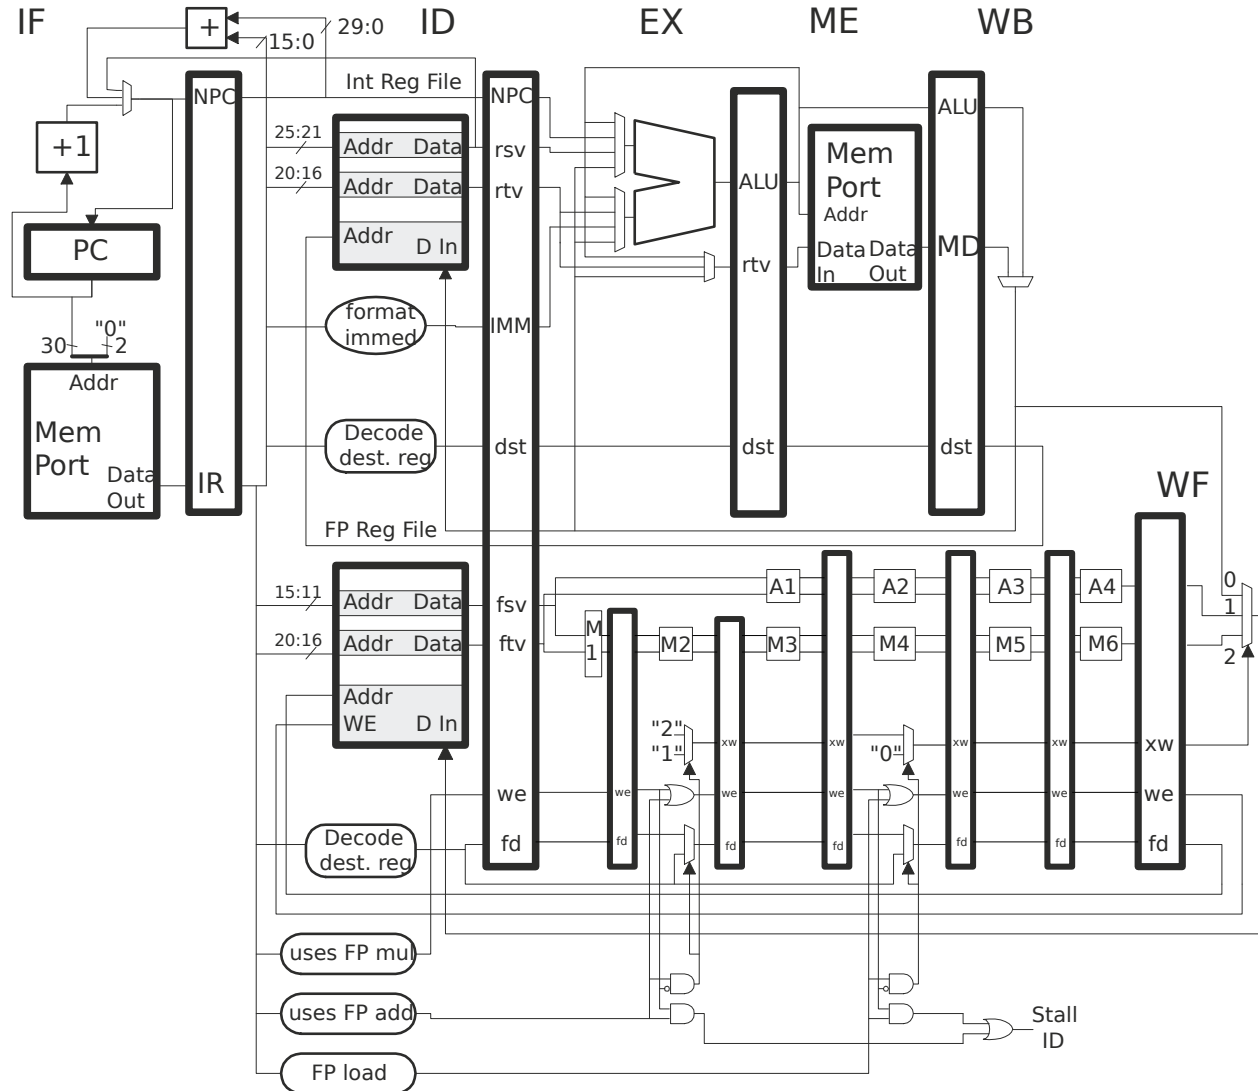 IF
ID
EX
ME
WB
+
29:0
15:0
NPC
Int Reg File
NPC
ALU
+1
25:21
Addr
Data
rsv
20:16
Addr
Data
rtv
Addr
D In
ALU
Mem
Port
Addr
Data
In
Data
Out
rtv
MD
PC
format
immed
IMM
30
"0"
2
Addr
Mem
Port
Data
Out
IR
Decode
dest. reg
dst
dst
dst
WF
FP Reg File
15:11
Addr
Data
fsv
20:16
Addr
Data
ftv
Addr
WE
D In
A1
A2
A3
A4
M
1
M2
M3
M4
M5
M6
0
1
2
"2"
"1"
xw
xw
"0"
xw
xw
xw
we
we
we
we
we
we
we
Decode
dest. reg
fd
fd
fd
fd
fd
fd
fd
uses FP mul
uses FP add
FP load
Stall
ID